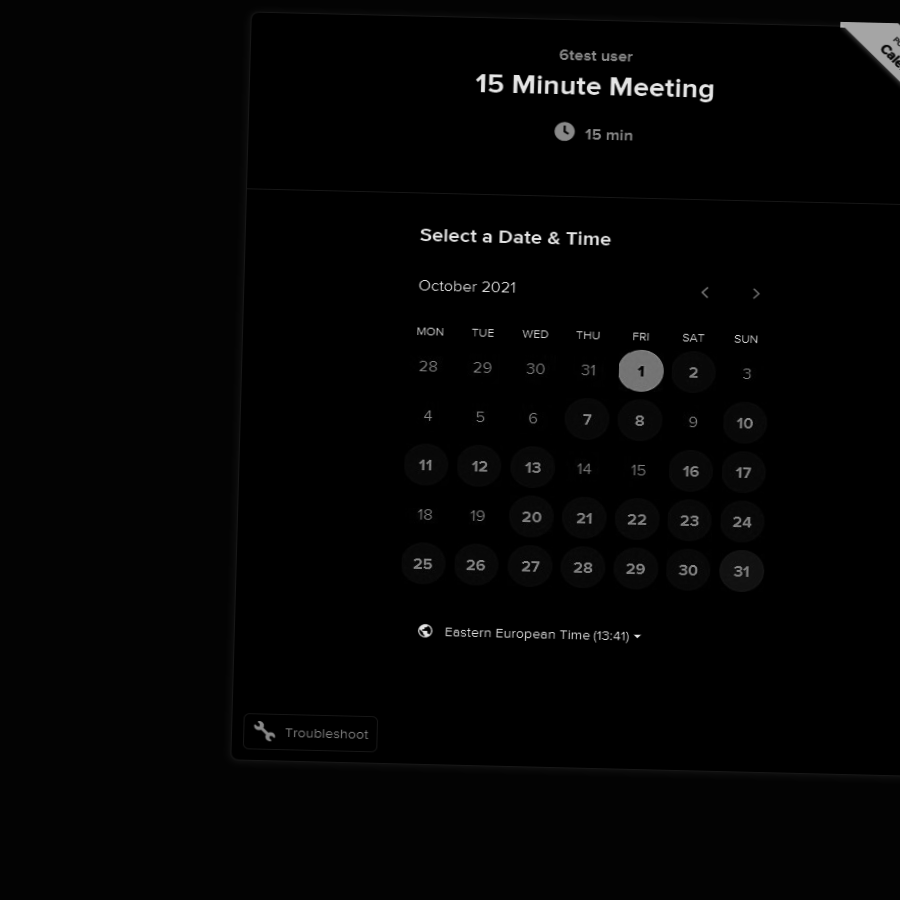 6test user
15 Minute Meeting
15 min
Select a Date & Time
October 2021
MON TUE WED THU FRI SAT SUN
28 29 30 31 1 2 3
4 5 6 7 8 9 10
11 12 13 14 15 16 17
18 19 20 21 22 23 24
25 26 27 28 29 30 31
Eastern European Time (13:41)
Troubleshoot